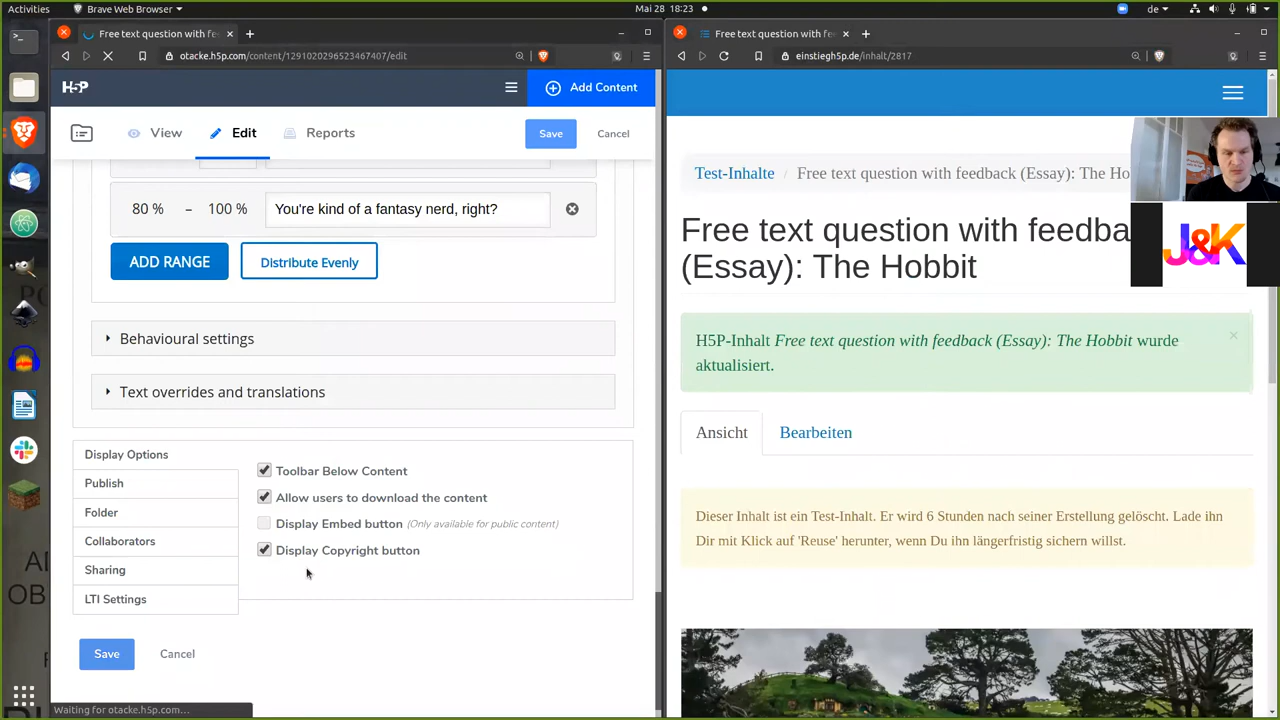 Activities
Brave Web Browser
Mai 28 18:23
de
Free text question with fe
otacke.h5p.com/content/1291020296523467407/edit
H5P
Add Content
View
Edit
Reports
Save
Cancel
80 % – 100 %
You're kind of a fantasy nerd, right?
ADD RANGE
Distribute Evenly
Behavioural settings
Text overrides and translations
Display Options
Publish
Folder
Collaborators
Sharing
LTI Settings
Toolbar Below Content
Allow users to download the content
Display Embed button (Only available for public content)
Display Copyright button
Save
Cancel
Waiting for otacke.h5p.com...
Free text question with fe
einstiegh5p.de/inhalt/2817
Test-Inhalte / Free text question with feedback (Essay): The Ho
J&K
Free text question with feedba
(Essay): The Hobbit
H5P-Inhalt Free text question with feedback (Essay): The Hobbit wurde
aktualisiert.
Ansicht
Bearbeiten
Dieser Inhalt ist ein Test-Inhalt. Er wird 6 Stunden nach seiner Erstellung gelöscht. Lade ihn
Dir mit Klick auf 'Reuse' herunter, wenn Du ihn längerfristig sichern willst.